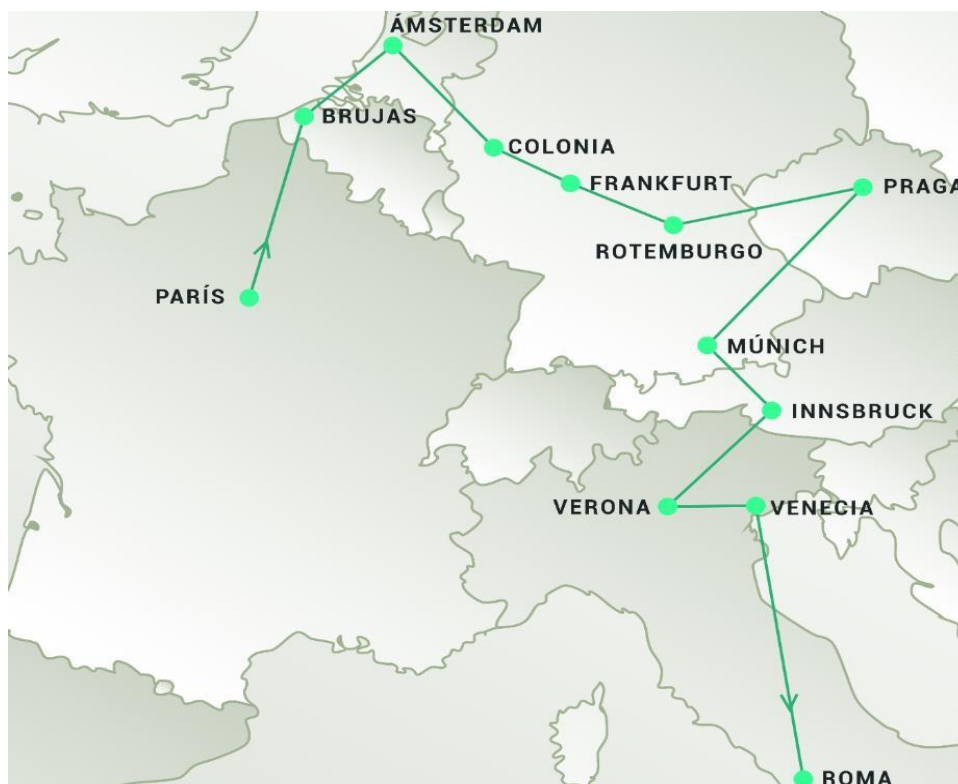 ÁMSTERDAM
BRUJAS
COLONIA
FRANKFURT
PRAGA
ROTEMBURGO
PARÍS
MÚNICH
INNSBRUCK
VERONA
VENECIA
ROMA